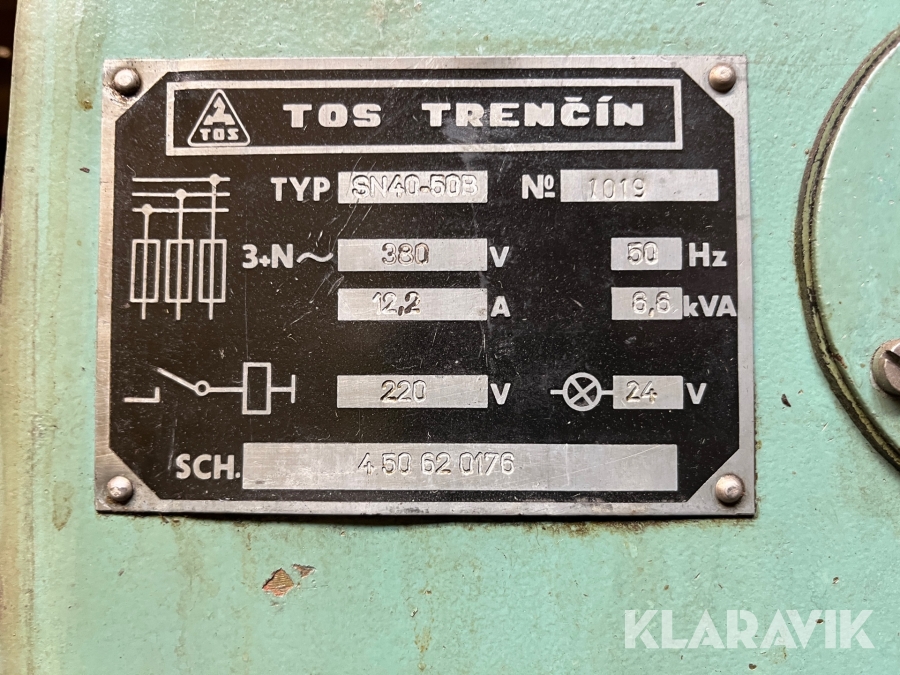 TOS TOS TRENČÍN
TYP SN40-50B Nº 1019
3+N~ 380 V 50 Hz
12,2 A 6,6 kVA
220 V 24 V
SCH. 4 50 62 0176
KLARAVIK